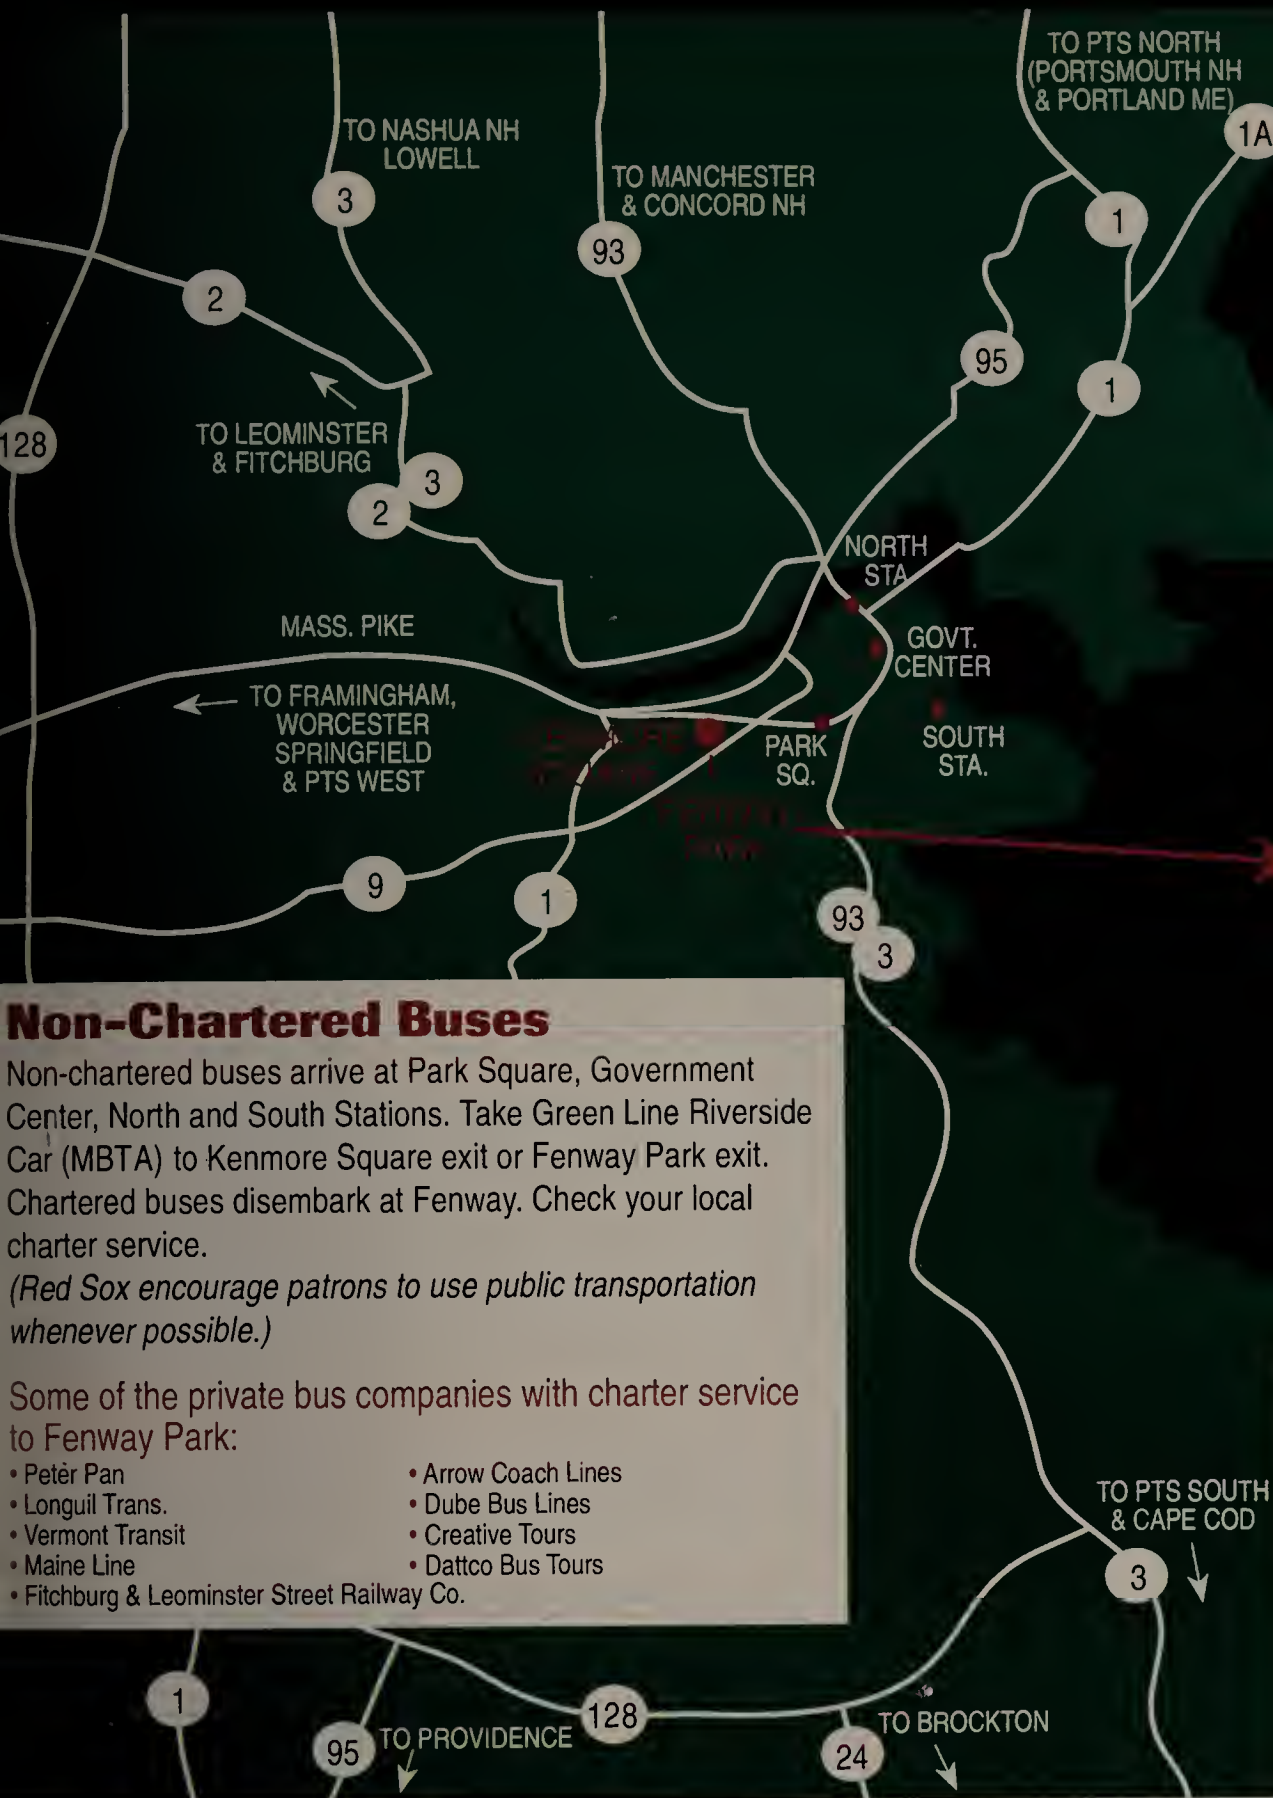 TO PTS NORTH
(PORTSMOUTH NH
& PORTLAND ME)
1A
TO NASHUA NH
LOWELL
3
TO MANCHESTER
& CONCORD NH
93
1
2
95
1
TO LEOMINSTER
& FITCHBURG
128
3
2
NORTH
STA.
MASS. PIKE
GOVT.
CENTER
TO FRAMINGHAM,
WORCESTER
SPRINGFIELD
& PTS WEST
KENMORE
SQUARE
PARK
SQ.
SOUTH
STA.
FENWAY
PARK
9
1
93
3
Non-Chartered Buses
Non-chartered buses arrive at Park Square, Government
Center, North and South Stations. Take Green Line Riverside
Car (MBTA) to Kenmore Square exit or Fenway Park exit.
Chartered buses disembark at Fenway. Check your local
charter service.
(Red Sox encourage patrons to use public transportation
whenever possible.)
Some of the private bus companies with charter service
to Fenway Park:
• Peter Pan
• Longuil Trans.
• Vermont Transit
• Maine Line
• Fitchburg & Leominster Street Railway Co.
• Arrow Coach Lines
• Dube Bus Lines
• Creative Tours
• Dattco Bus Tours
TO PTS SOUTH
& CAPE COD
3
1
95
TO PROVIDENCE
128
24
TO BROCKTON